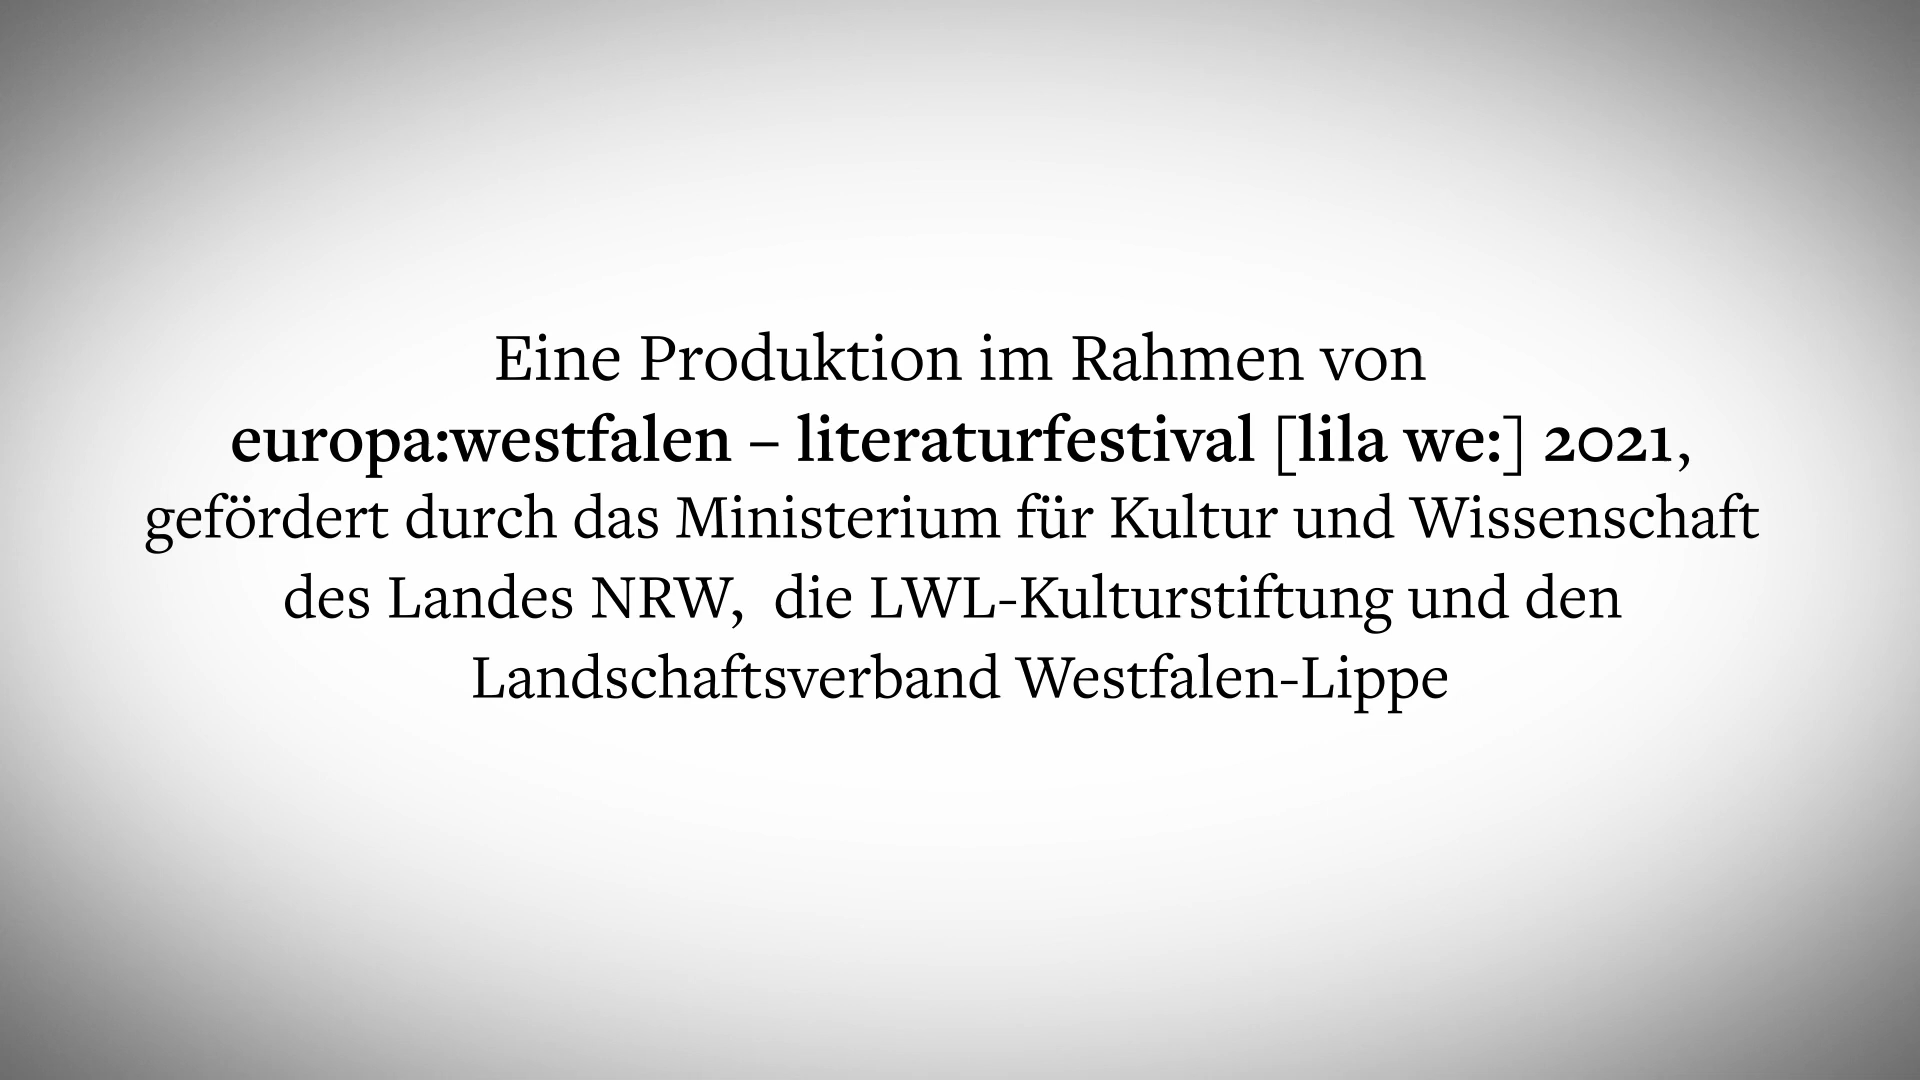 Eine Produktion im Rahmen von
europa:westfalen – literaturfestival [lila we:] 2021,
gefördert durch das Ministerium für Kultur und Wissenschaft
des Landes NRW,  die LWL-Kulturstiftung und den
Landschaftsverband Westfalen-Lippe